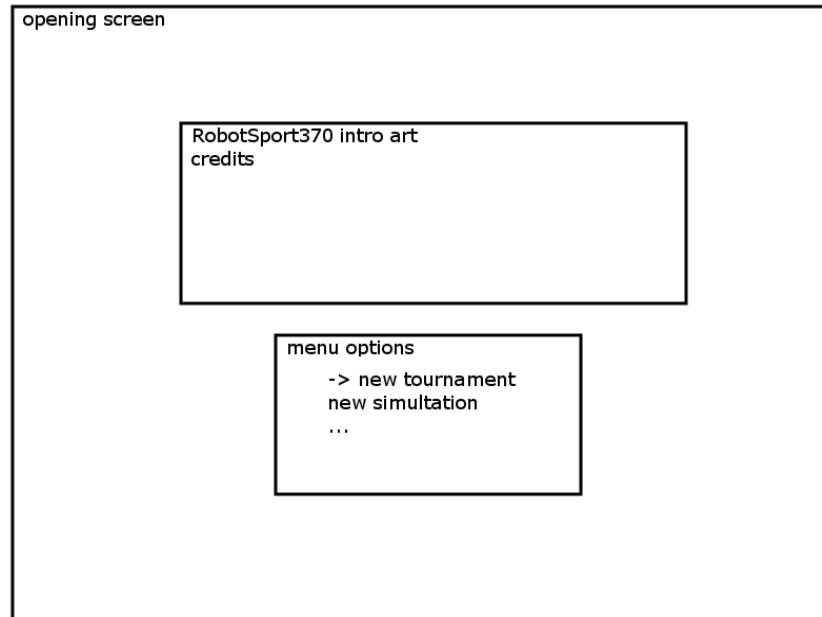 opening screen
RobotSport370 intro art
credits
menu options
-> new tournament
new simultation
...